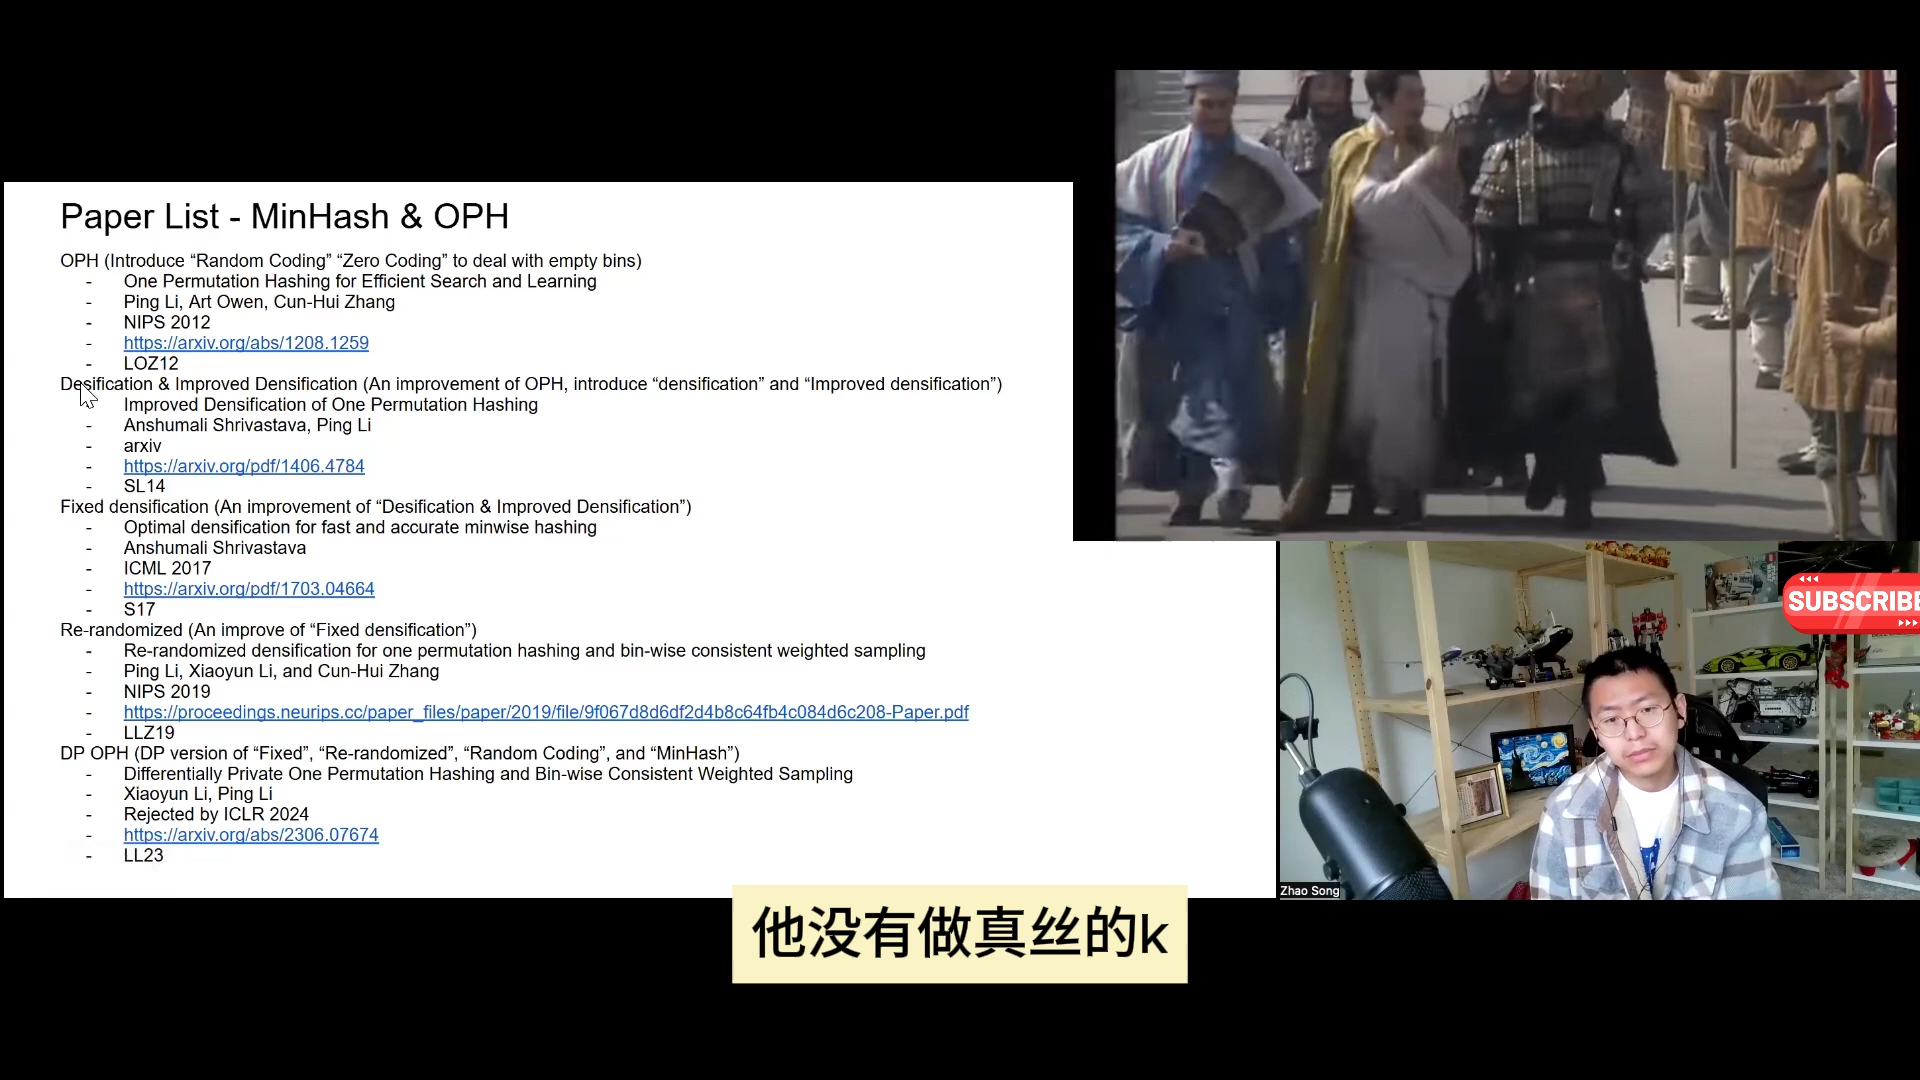 Paper List - MinHash & OPH
OPH (Introduce “Random Coding” “Zero Coding” to deal with empty bins)
- One Permutation Hashing for Efficient Search and Learning
- Ping Li, Art Owen, Cun-Hui Zhang
- NIPS 2012
- https://arxiv.org/abs/1208.1259
- LOZ12
Desification & Improved Densification (An improvement of OPH, introduce “densification” and “Improved densification”)
Improved Densification of One Permutation Hashing
- Anshumali Shrivastava, Ping Li
- arxiv
- https://arxiv.org/pdf/1406.4784
- SL14
Fixed densification (An improvement of “Desification & Improved Densification”)
- Optimal densification for fast and accurate minwise hashing
- Anshumali Shrivastava
- ICML 2017
- https://arxiv.org/pdf/1703.04664
- S17
Re-randomized (An improve of “Fixed densification”)
- Re-randomized densification for one permutation hashing and bin-wise consistent weighted sampling
- Ping Li, Xiaoyun Li, and Cun-Hui Zhang
- NIPS 2019
- https://proceedings.neurips.cc/paper_files/paper/2019/file/9f067d8d6df2d4b8c64fb4c084d6c208-Paper.pdf
- LLZ19
DP OPH (DP version of “Fixed”, “Re-randomized”, “Random Coding”, and “MinHash”)
- Differentially Private One Permutation Hashing and Bin-wise Consistent Weighted Sampling
- Xiaoyun Li, Ping Li
- Rejected by ICLR 2024
- https://arxiv.org/abs/2306.07674
- LL23
SUBSCRIBE
Zhao Song
他没有做真丝的k